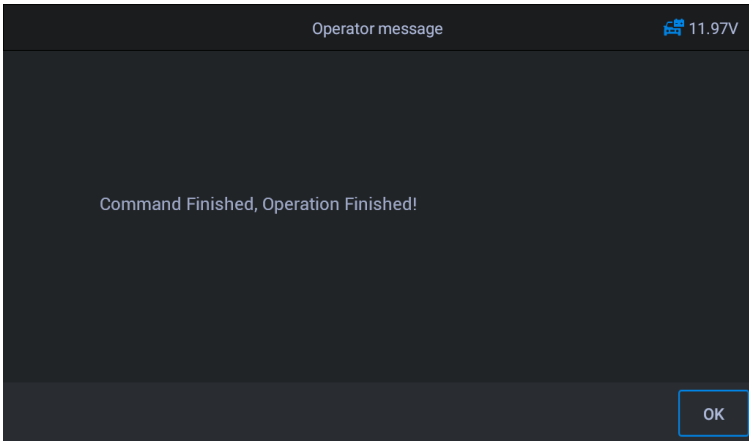 Operator message
11.97V
Command Finished, Operation Finished!
OK